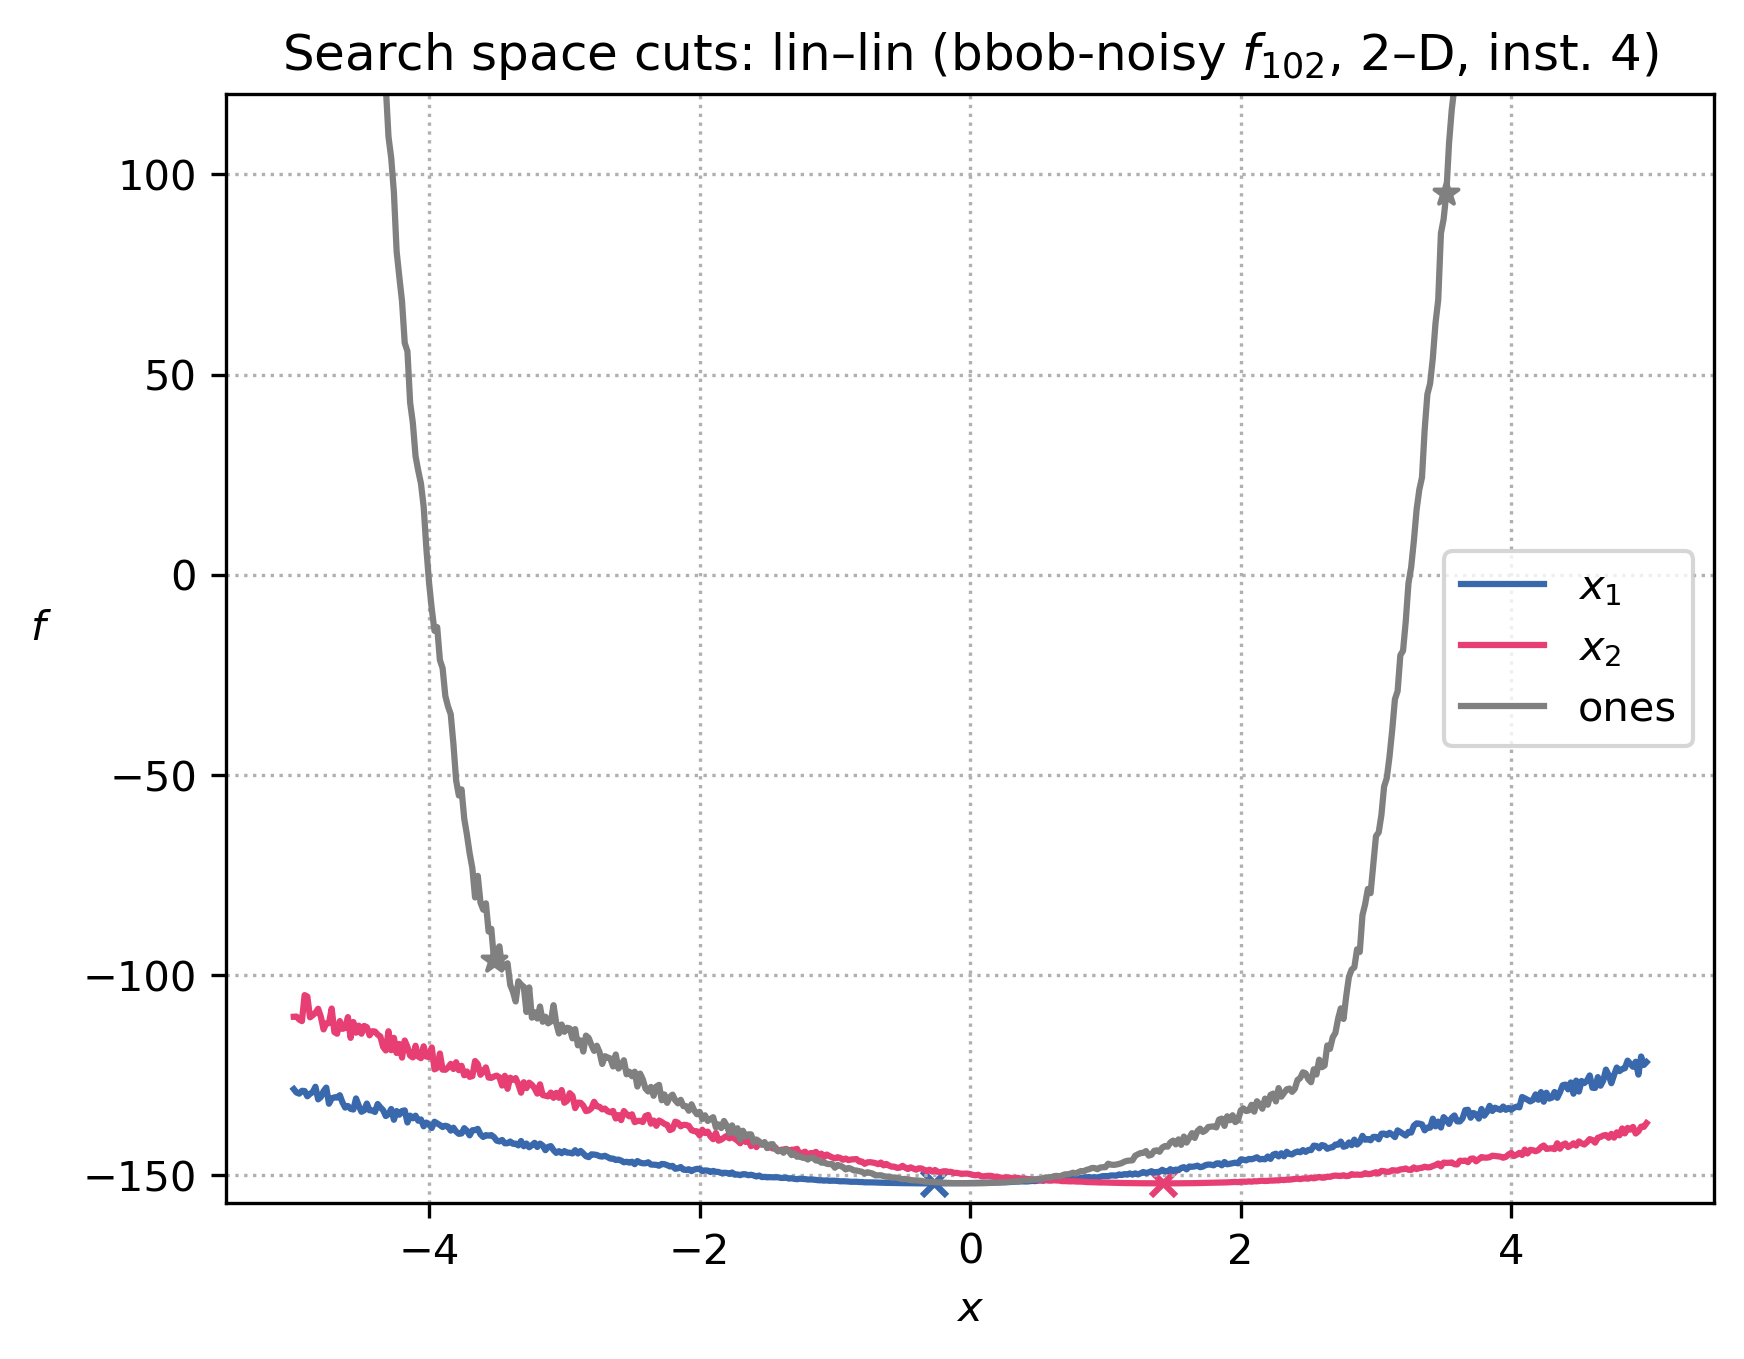 Search space cuts: lin–lin (bbob-noisy f₁₀₂, 2–D, inst. 4)
100
50
0
−50
−100
−150
f
x₁
x₂
ones
−4
−2
0
2
4
x